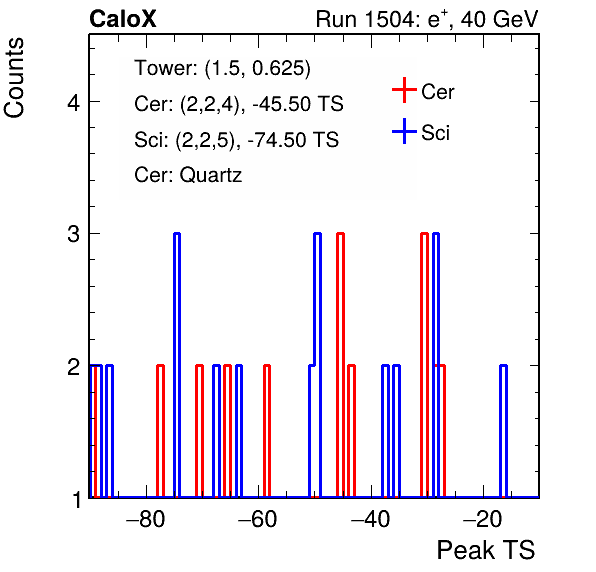 CaloX Run 1504: e+, 40 GeV
Counts
Tower: (1.5, 0.625)
Cer: (2,2,4), -45.50 TS
Sci: (2,2,5), -74.50 TS
Cer: Quartz
Cer
Sci
4
3
2
1
−80 −60 −40 −20
Peak TS